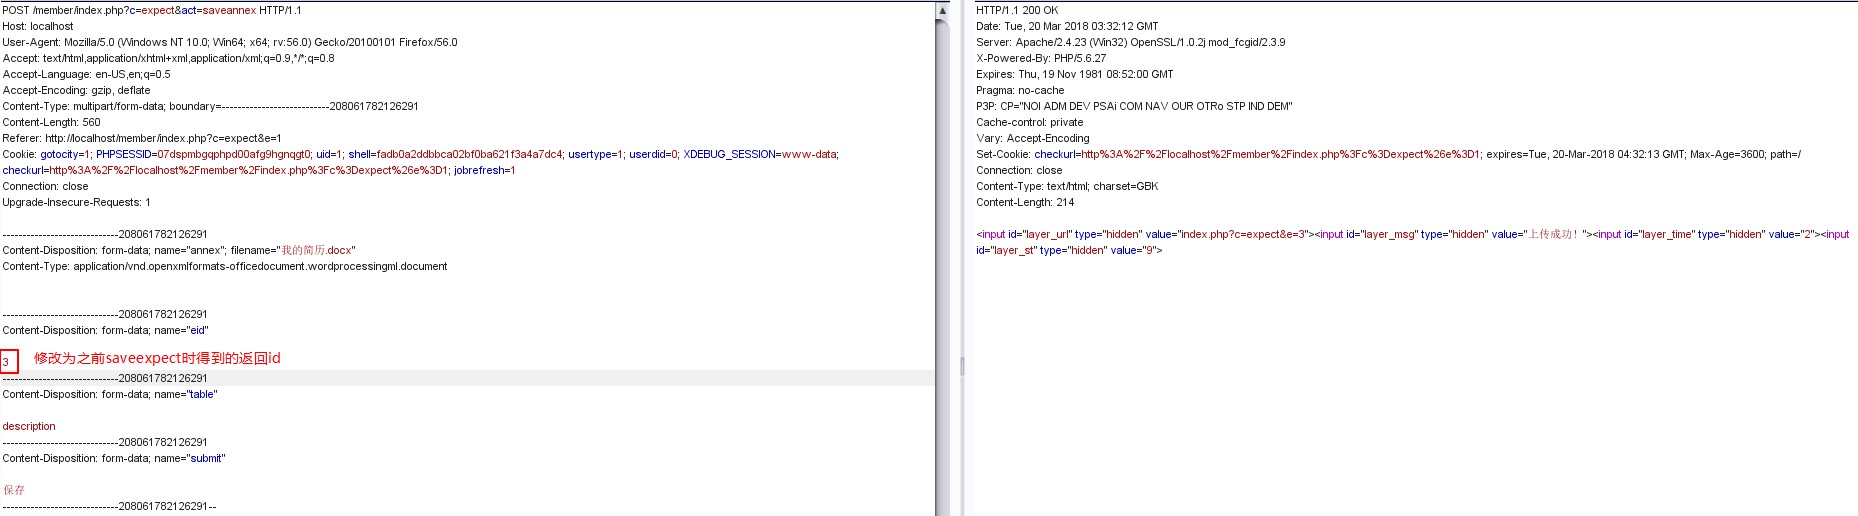 POST /member/index.php?c=expect&act=saveannex HTTP/1.1
Host: localhost
User-Agent: Mozilla/5.0 (Windows NT 10.0; Win64; x64; rv:56.0) Gecko/20100101 Firefox/56.0
Accept: text/html,application/xhtml+xml,application/xml;q=0.9,*/*;q=0.8
Accept-Language: en-US,en;q=0.5
Accept-Encoding: gzip, deflate
Content-Type: multipart/form-data; boundary=---------------------------208061782126291
Content-Length: 560
Referer: http://localhost/member/index.php?c=expect&e=1
Cookie: gotocity=1; PHPSESSID=07dspmbgqphpd00afg9hgnqgt0; uid=1; shell=fadb0a2ddbbca02bf0ba621f3a4a7dc4; usertype=1; userdid=0; XDEBUG_SESSION=www-data;
checkurl=http%3A%2F%2Flocalhost%2Fmember%2Findex.php%3Fc%3Dexpect%26e%3D1; jobrefresh=1
Connection: close
Upgrade-Insecure-Requests: 1
-----------------------------208061782126291
Content-Disposition: form-data; name="annex"; filename="我的简历.docx"
Content-Type: application/vnd.openxmlformats-officedocument.wordprocessingml.document
-----------------------------208061782126291
Content-Disposition: form-data; name="eid"
3 修改为之前saveexpect时得到的返回id
-----------------------------208061782126291
Content-Disposition: form-data; name="table"
description
-----------------------------208061782126291
Content-Disposition: form-data; name="submit"
保存
-----------------------------208061782126291--
HTTP/1.1 200 OK
Date: Tue, 20 Mar 2018 03:32:12 GMT
Server: Apache/2.4.23 (Win32) OpenSSL/1.0.2j mod_fcgid/2.3.9
X-Powered-By: PHP/5.6.27
Expires: Thu, 19 Nov 1981 08:52:00 GMT
Pragma: no-cache
P3P: CP="NOI ADM DEV PSAi COM NAV OUR OTRo STP IND DEM"
Cache-control: private
Vary: Accept-Encoding
Set-Cookie: checkurl=http%3A%2F%2Flocalhost%2Fmember%2Findex.php%3Fc%3Dexpect%26e%3D1; expires=Tue, 20-Mar-2018 04:32:13 GMT; Max-Age=3600; path=/
Connection: close
Content-Type: text/html; charset=GBK
Content-Length: 214
<input id="layer_url" type="hidden" value="index.php?c=expect&e=3"><input id="layer_msg" type="hidden" value="上传成功！"><input id="layer_time" type="hidden" value="2"><input
id="layer_st" type="hidden" value="9">